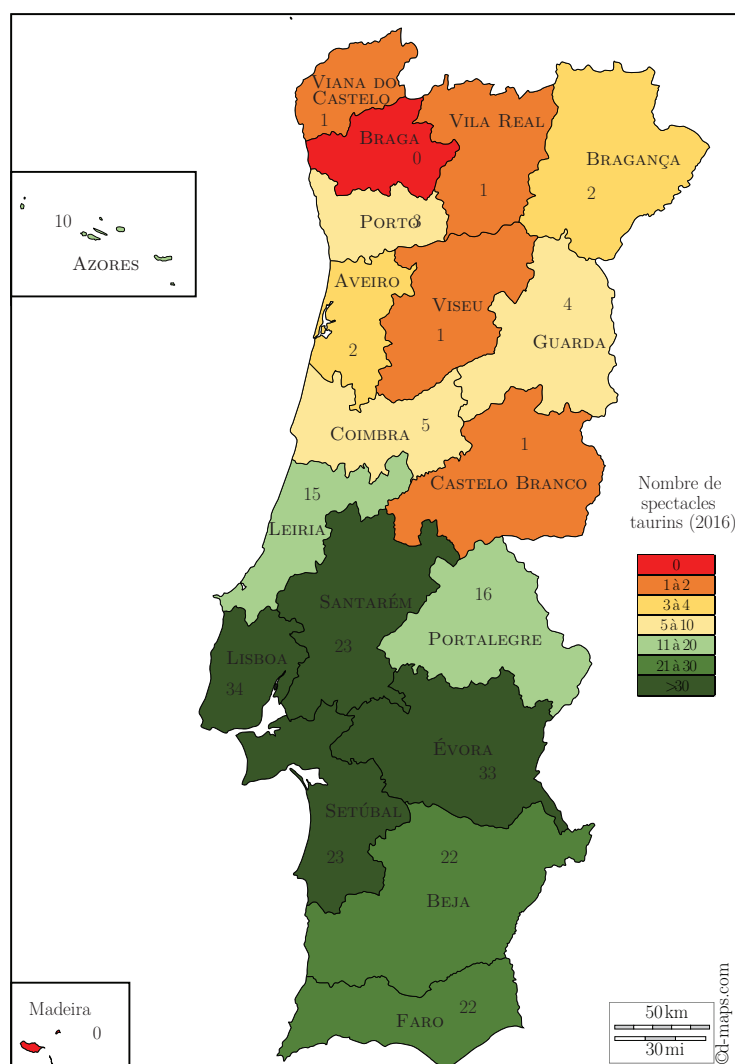 VIANA DO
CASTELO
1
BRAGA
0
VILA REAL
1
BRAGANÇA
2
10
AZORES
PORTO
3
AVEIRO
2
VISEU
1
4
GUARDA
COIMBRA
5
1
CASTELO BRANCO
15
LEIRIA
SANTARÉM
23
16
PORTALEGRE
LISBOA
34
ÉVORA
33
SETÚBAL
23
22
BEJA
22
FARO
Nombre de
spectacles
taurins (2016)
0
1 à 2
3 à 4
5 à 10
11 à 20
21 à 30
>30
Madeira
0
50 km
30 mi
©d-maps.com